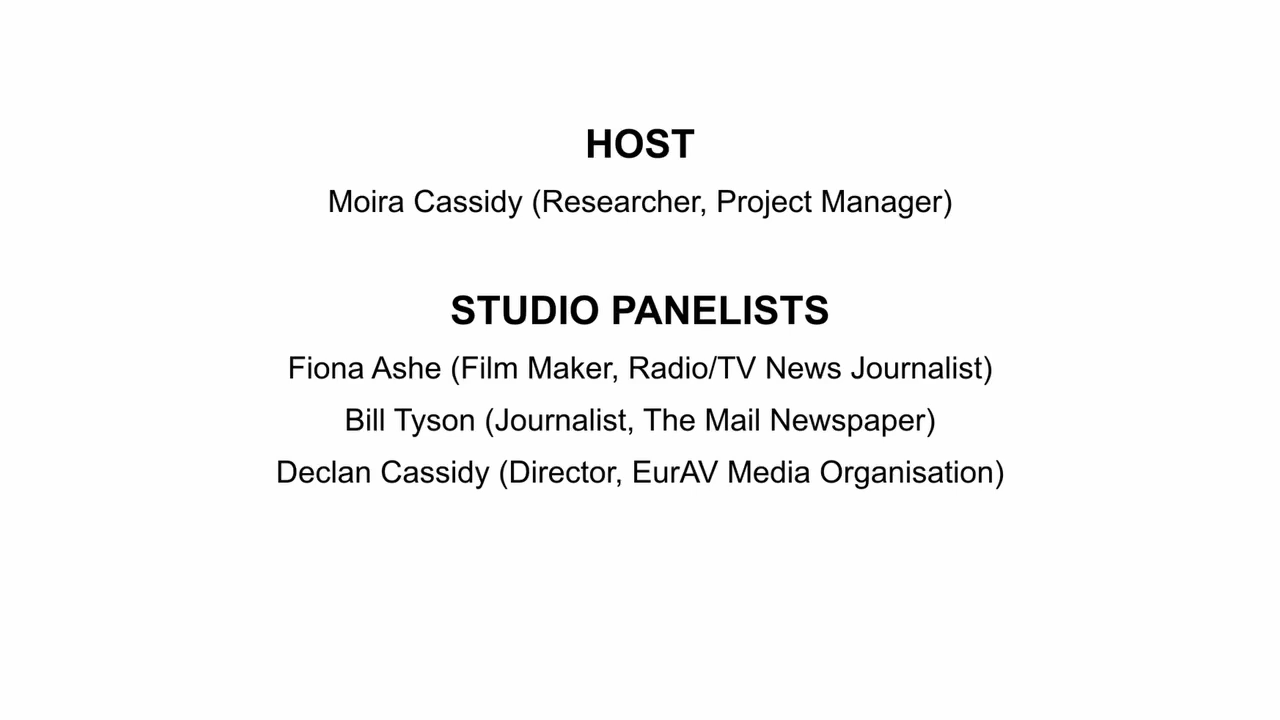 HOST
Moira Cassidy (Researcher, Project Manager)
STUDIO PANELISTS
Fiona Ashe (Film Maker, Radio/TV News Journalist)
Bill Tyson (Journalist, The Mail Newspaper)
Declan Cassidy (Director, EurAV Media Organisation)